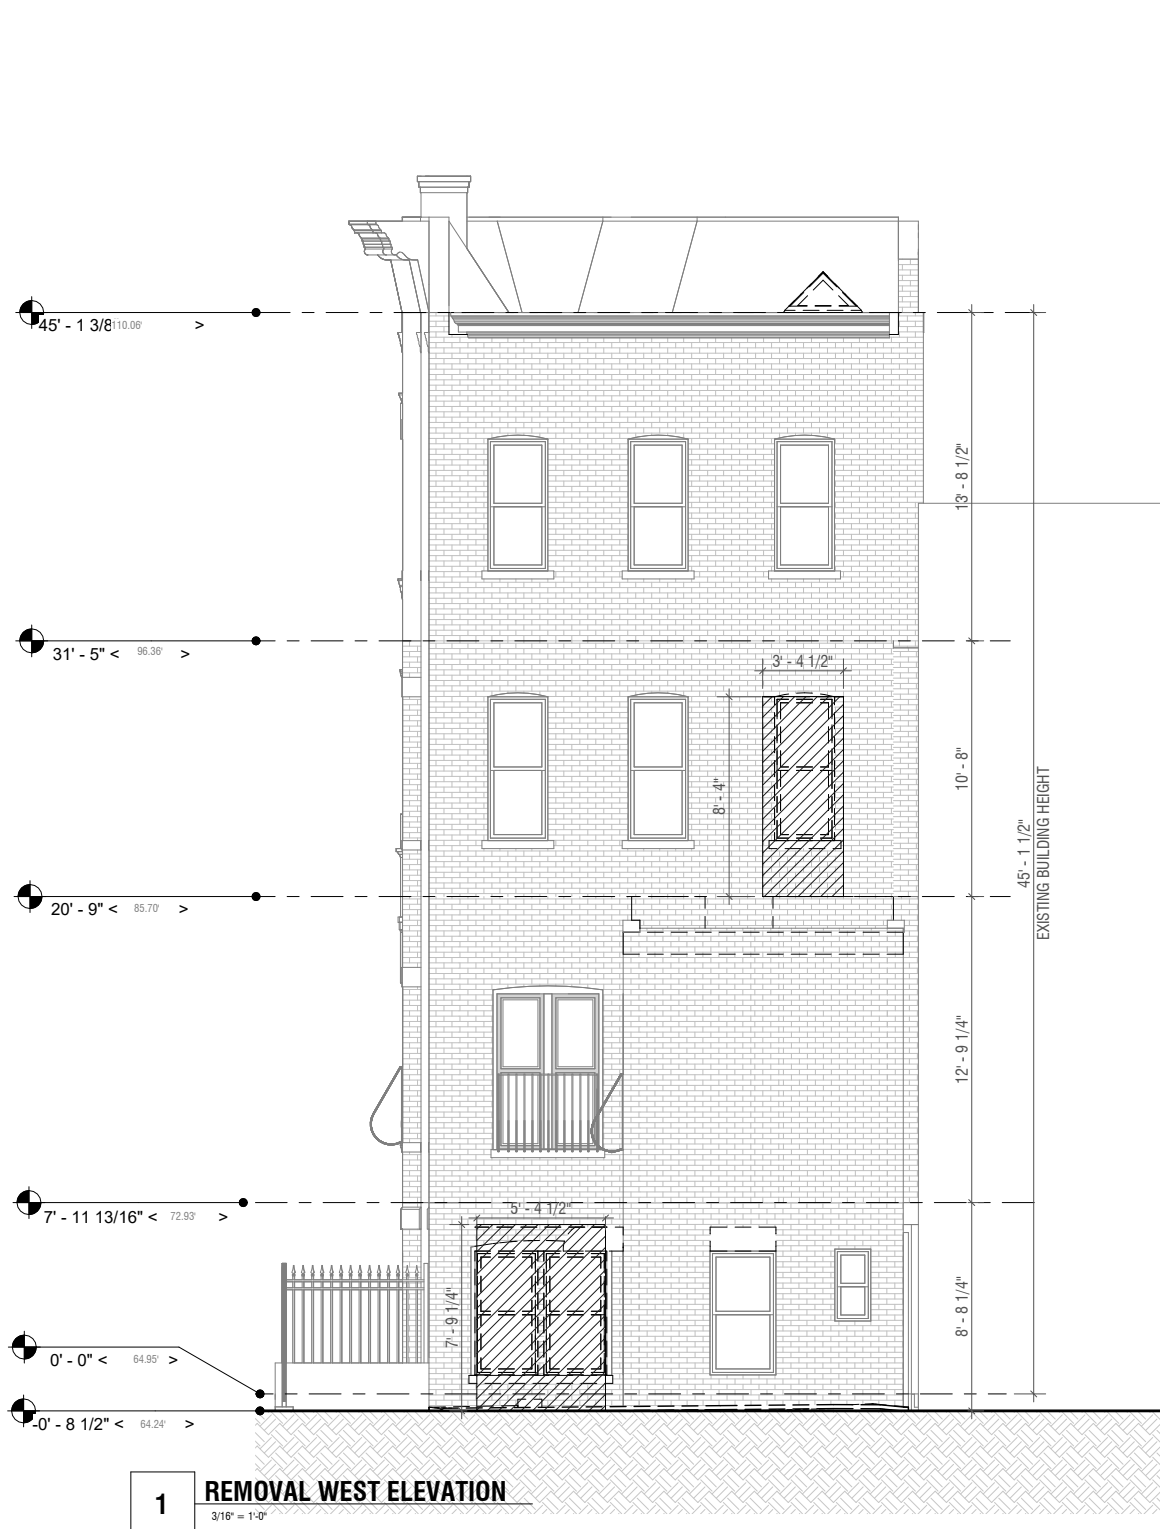 45' - 1 3/8 110.06' >
13' - 8 1/2"
31' - 5" < 96.36' >
3' - 4 1/2"
8' - 4"
10' - 8"
45' - 1 1/2"
EXISTING BUILDING HEIGHT
20' - 9" < 85.70' >
12' - 9 1/4"
7' - 11 13/16" < 72.93' >
5' - 4 1/2"
7' - 9 1/4"
8' - 8 1/4"
0' - 0" < 64.95' >
-0' - 8 1/2" < 64.24' >
1 REMOVAL WEST ELEVATION
3/16" = 1'-0"